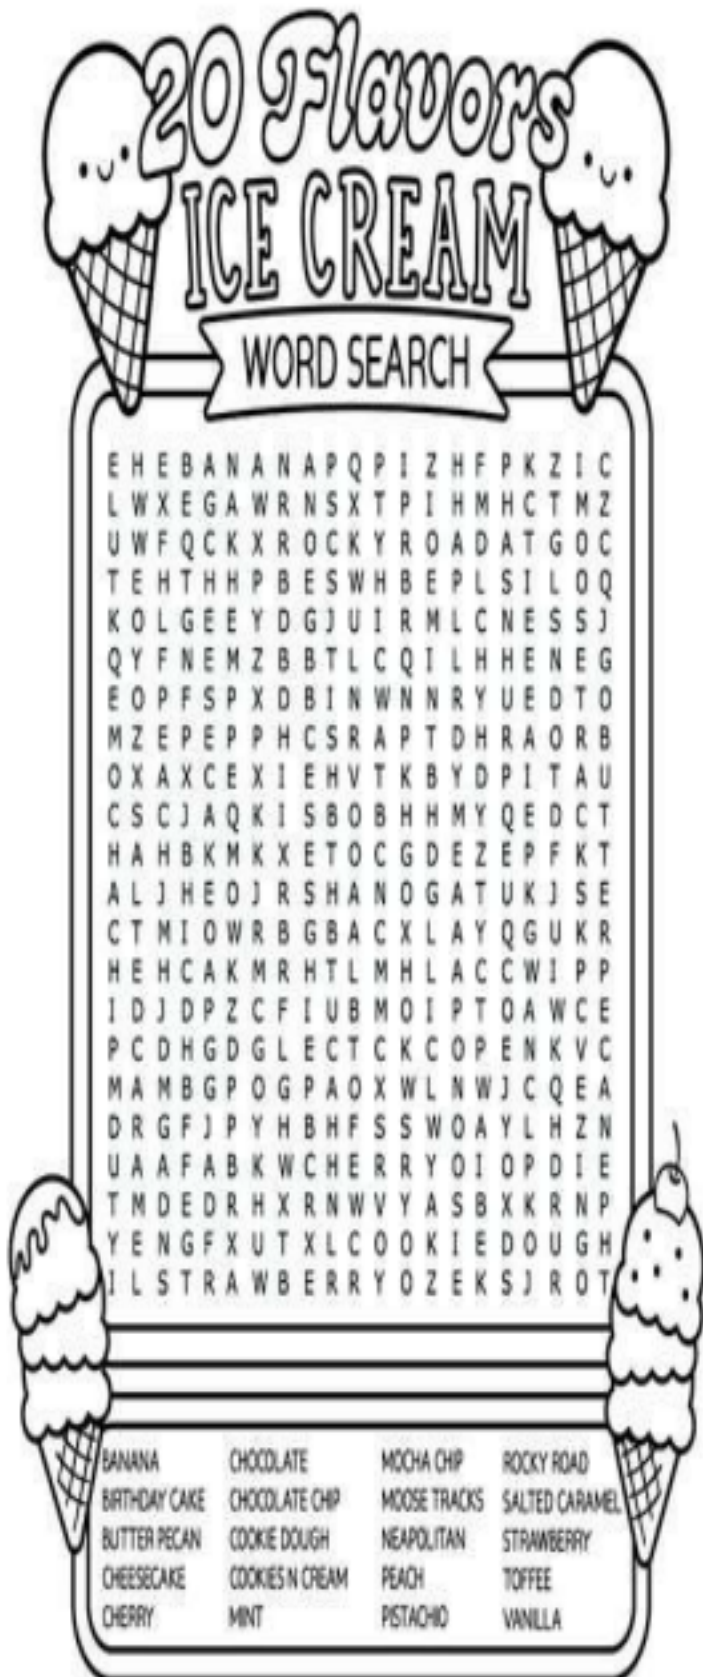 20 Flavors
ICE CREAM
WORD SEARCH
E H E B A N A N A P Q P I Z H F P K Z I C
L W X E G A W R N S X T P I H M H C T M Z
U W F Q C K X R O C K Y R O A D A T G O C
T E H T H H P B E S W H B E P L S I L O Q
K O L G E E Y D G J U I R M L C N E S S J
Q Y F N E M Z B B T L C Q I L H H E N E G
E O P F S P X D B I N W N N R Y U E D T O
M Z E P E P P H C S R A P T D H R A O R B
O X A X C E X I E H V T K B Y D P I T A U
C S C J A Q K I S B O B H H M Y Q E D C T
H A H B K M K X E T O C G D E Z E P F K T
A L J H E O J R S H A N O G A T U K J S E
C T M I O W R B G B A C X L A Y Q G U K R
H E H C A K M R H T L M H L A C C W I P P
I D J D P Z C F I U B M O I P T O A W C E
P C D H G D G L E C T C K C O P E N K V C
M A M B G P O G P A O X W L N W J C Q E A
D R G F J P Y H B H F S S W O A Y L H Z N
U A A F A B K W C H E R R Y O I O P D I E
T M D E D R H X R N W V Y A S B X K R N P
Y E N G F X U T X L C O O K I E D O U G H
I L S T R A W B E R R Y O Z E K S J R O T
BANANA CHOCOLATE MOCHA CHIP ROCKY ROAD
BIRTHDAY CAKE CHOCOLATE CHIP MOOSE TRACKS SALTED CARAMEL
BUTTER PECAN COOKIE DOUGH NEAPOLITAN STRAWBERRY
CHEESECAKE COOKIES N CREAM PEACH TOFFEE
CHERRY MINT PISTACHIO VANILLA